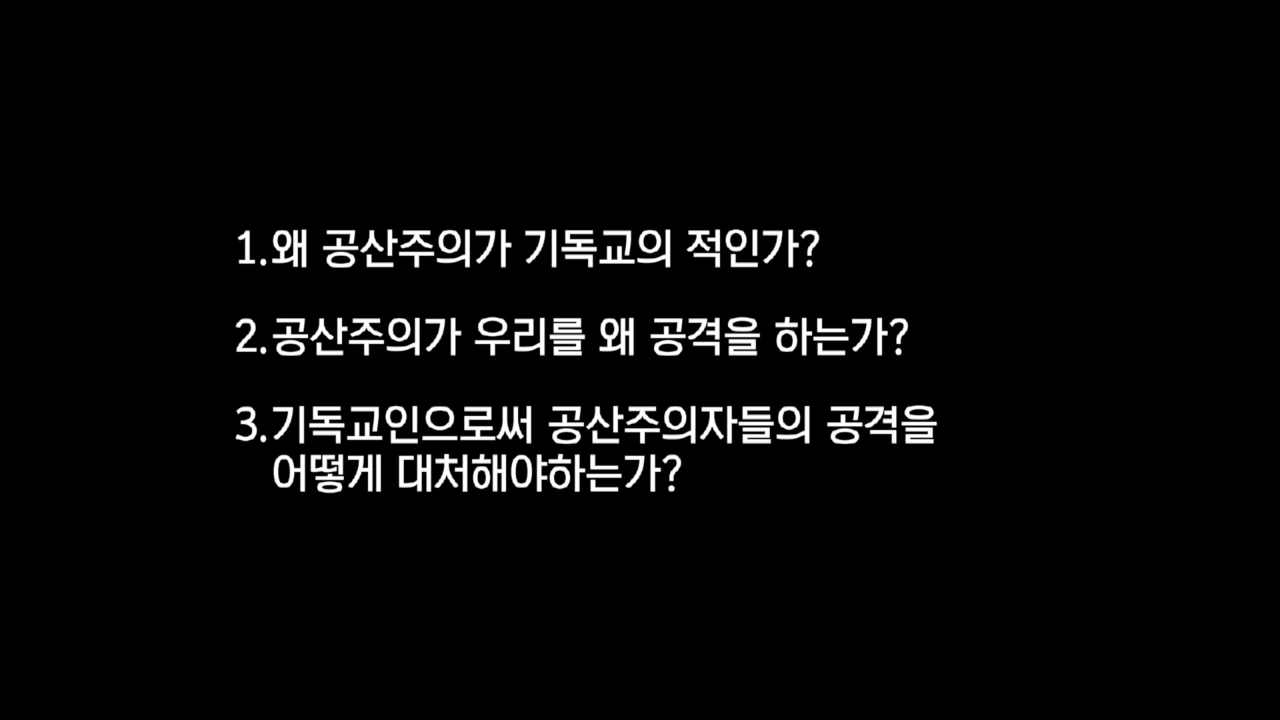 1.왜 공산주의가 기독교의 적인가?
2.공산주의가 우리를 왜 공격을 하는가?
3.기독교인으로써 공산주의자들의 공격을
어떻게 대처해야하는가?